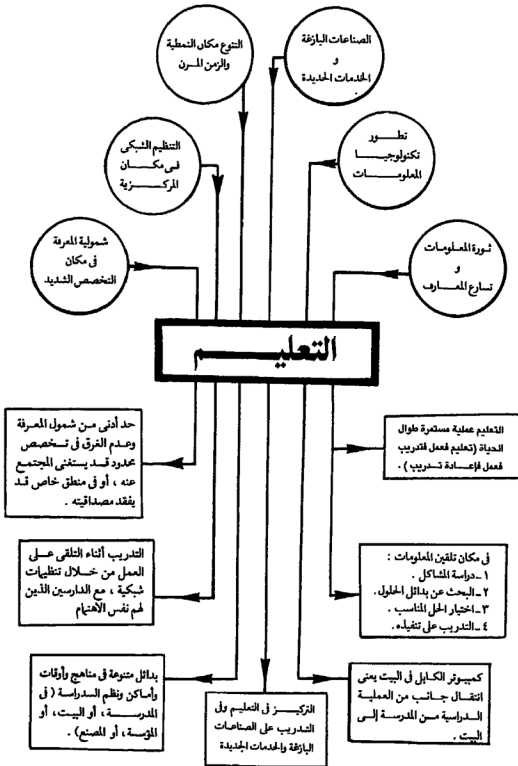 الصناعات البازغة
و
الخدمات الجديدة
التنوع مكان النمطية
والزمن المرن
تطور
تكنولوجيا
المعلومات
التنظيم الشبكى
فى مكان
المركزية
ثورة المعلومات
و
تسارع المعارف
شمولية المعرفة
فى مكان
التخصص الشديد
التعليم
التعليم عملية مستمرة طوال
الحياة (تعليم فعمل فتدريب
فعمل فإعادة تدريب) .
حد أدنى من شمول المعرفة
وعدم الغرق فى تخصص
محدود قد يستغنى المجتمع
عنه ، أو فى منطق خاص قد
يفقد مصداقيته .
فى مكان تلقين المعلومات :
١ـ دراسة المشاكل .
٢ـ البحث عن بدائل الحلول .
٣ـ اختيار الحل المناسب .
٤ـ التدريب على تنفيذه .
التدريب أثناء التلقى على
العمل من خلال تنظيمات
شبكية ، مع الدارسين الذين
لهم نفس الأهتمام
كمبيوتر الكابل فى البيت يعنى
انتقال جانب من العملية
الدراسية من المدرسة إلى
البيت .
التركيز فى التعليم وفى
التدريب على الصناعات
البازغة والخدمات الجديدة
بدائل متنوعة فى مناهج وأوقات
وأماكن ونظم الدراسة ( فى
المدرسة ، أو البيت ، أو
المؤسسة ، أو المصنع) .